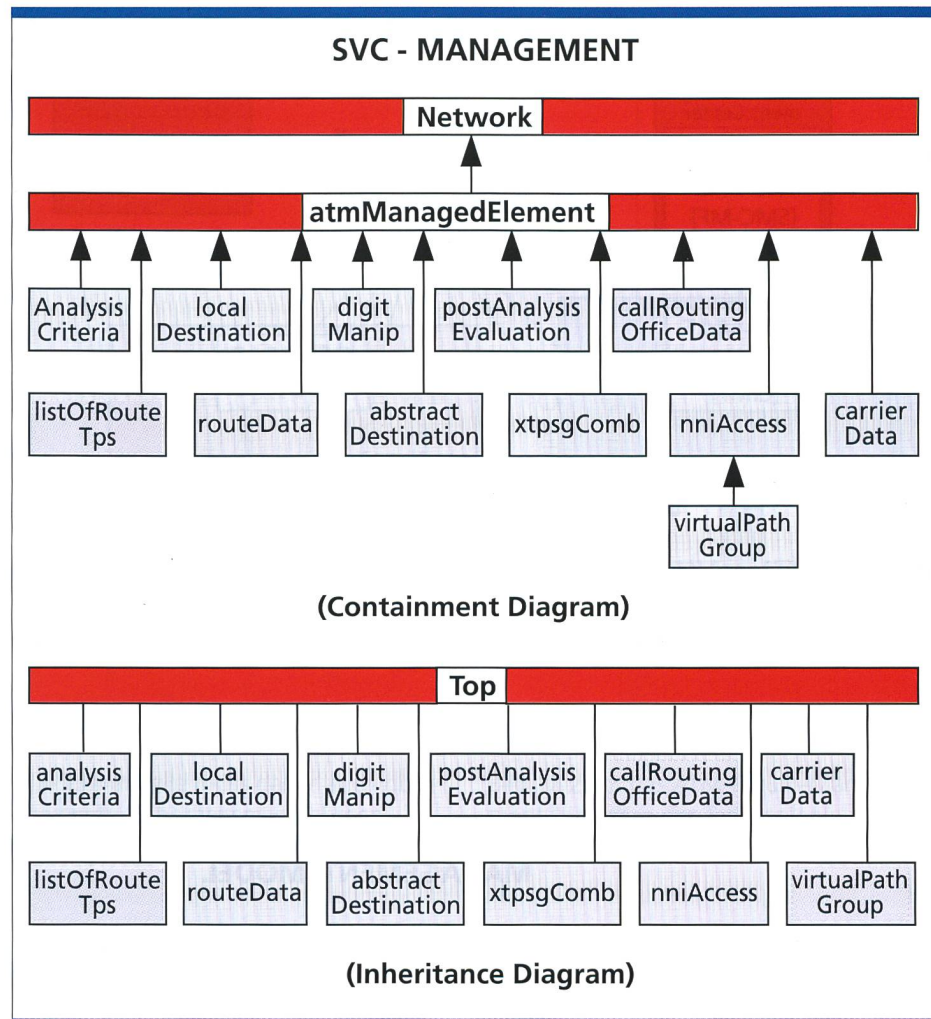 SVC - MANAGEMENT
Network
atmManagedElement
Analysis
Criteria
local
Destination
digit
Manip
postAnalysis
Evaluation
callRouting
OfficeData
listOfRoute
Tps
routeData
abstract
Destination
xtpsgComb
nniAccess
carrier
Data
virtualPath
Group
(Containment Diagram)
Top
analysis
Criteria
local
Destination
digit
Manip
postAnalysis
Evaluation
callRouting
OfficeData
carrier
Data
listOfRoute
Tps
routeData
abstract
Destination
xtpsgComb
nniAccess
virtualPath
Group
(Inheritance Diagram)